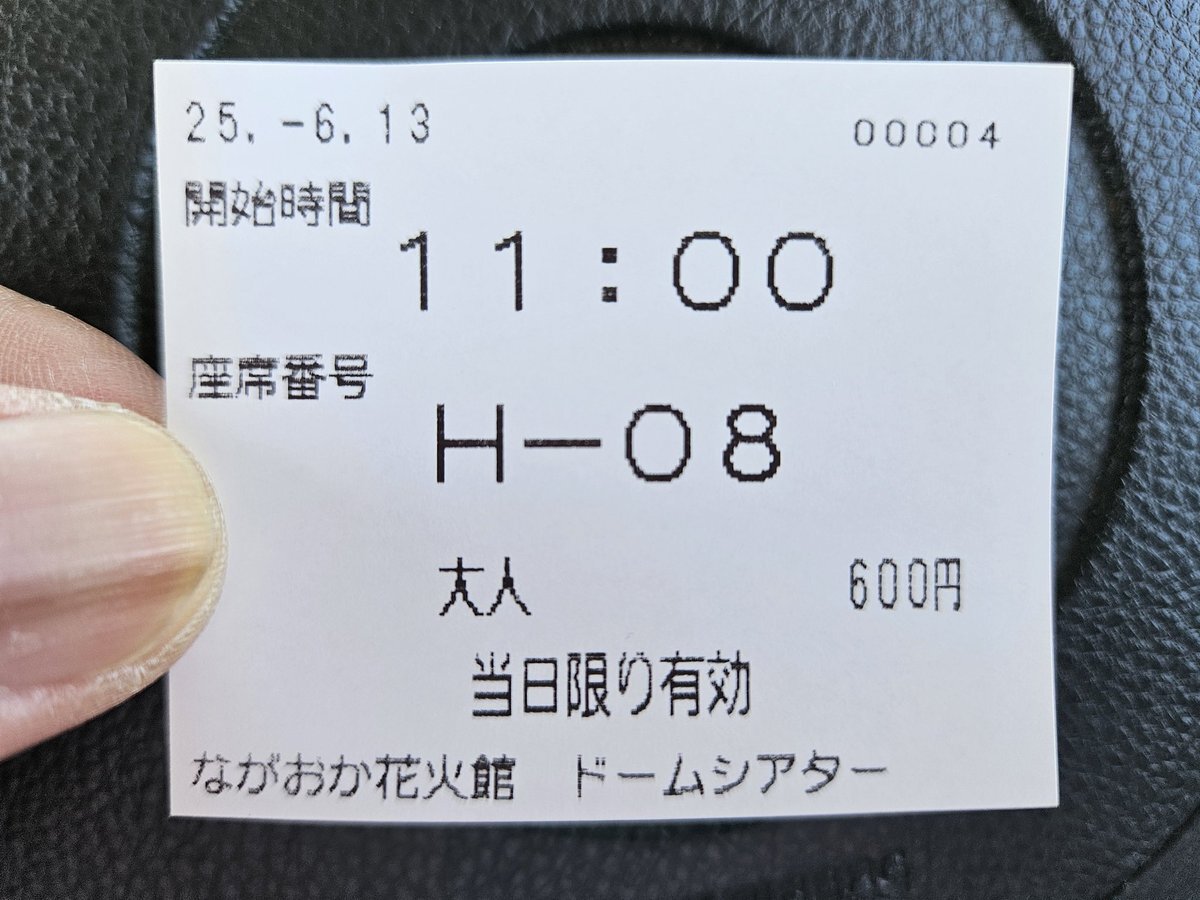 25.-6.13 00004
開始時間
11:00
座席番号
H-08
大人 600円
当日限り有効
ながおか花火館 ドームシアター